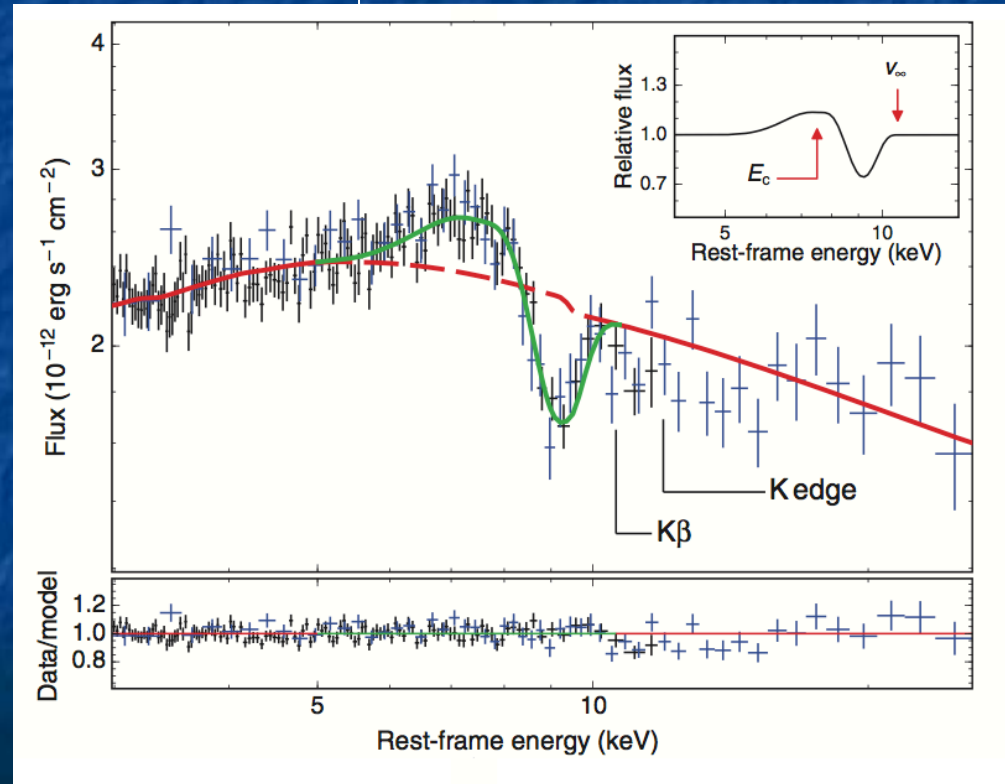 4
3
2
Flux (10⁻¹² erg s⁻¹ cm⁻²)
1.3
1.0
0.7
Relative flux
E_c
v_∞
5 10
Rest-frame energy (keV)
K edge
Kβ
1.2
1.0
0.8
Data/model
5 10
Rest-frame energy (keV)